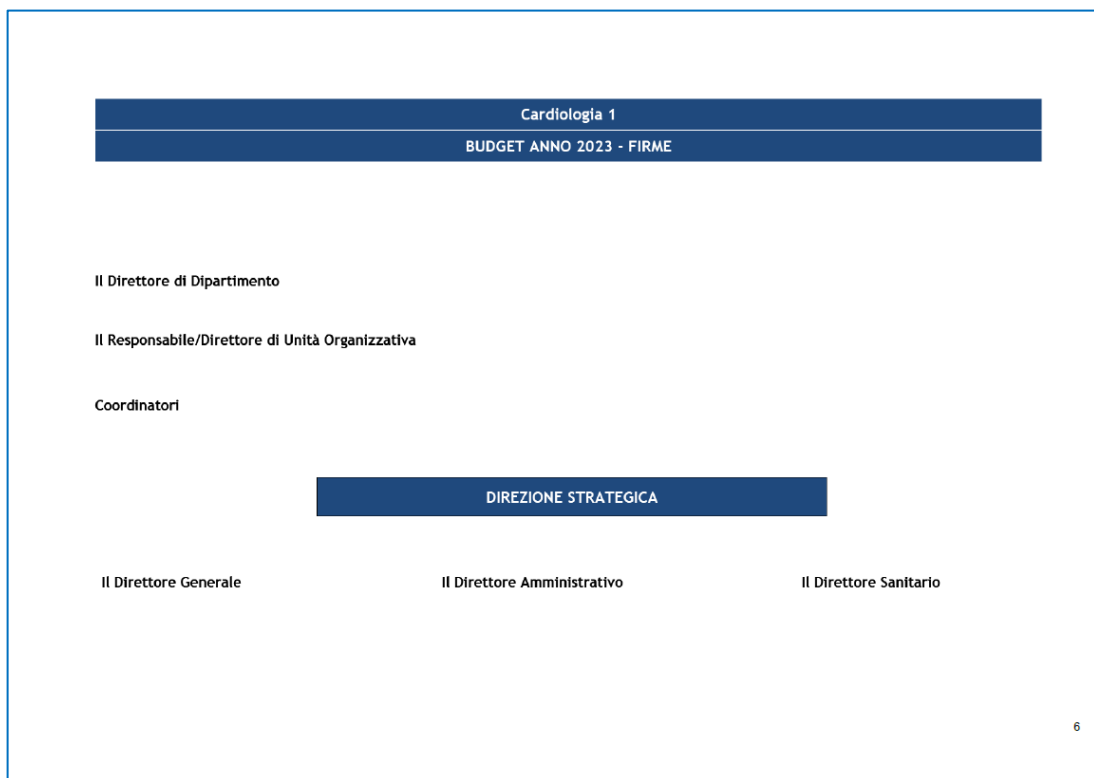 Cardiologia 1
BUDGET ANNO 2023 - FIRME
Il Direttore di Dipartimento
Il Responsabile/Direttore di Unità Organizzativa
Coordinatori
DIREZIONE STRATEGICA
Il Direttore Generale
Il Direttore Amministrativo
Il Direttore Sanitario
6